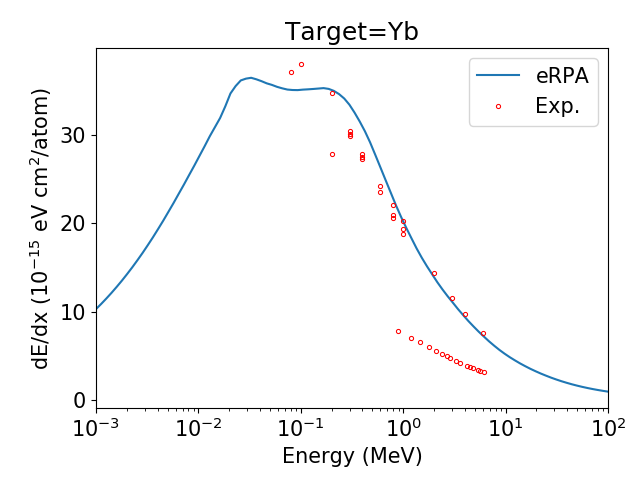 Target=Yb
eRPA
Exp.
dE/dx (10⁻¹⁵ eV cm²/atom)
30
20
10
0
10⁻³ 10⁻² 10⁻¹ 10⁰ 10¹ 10²
Energy (MeV)